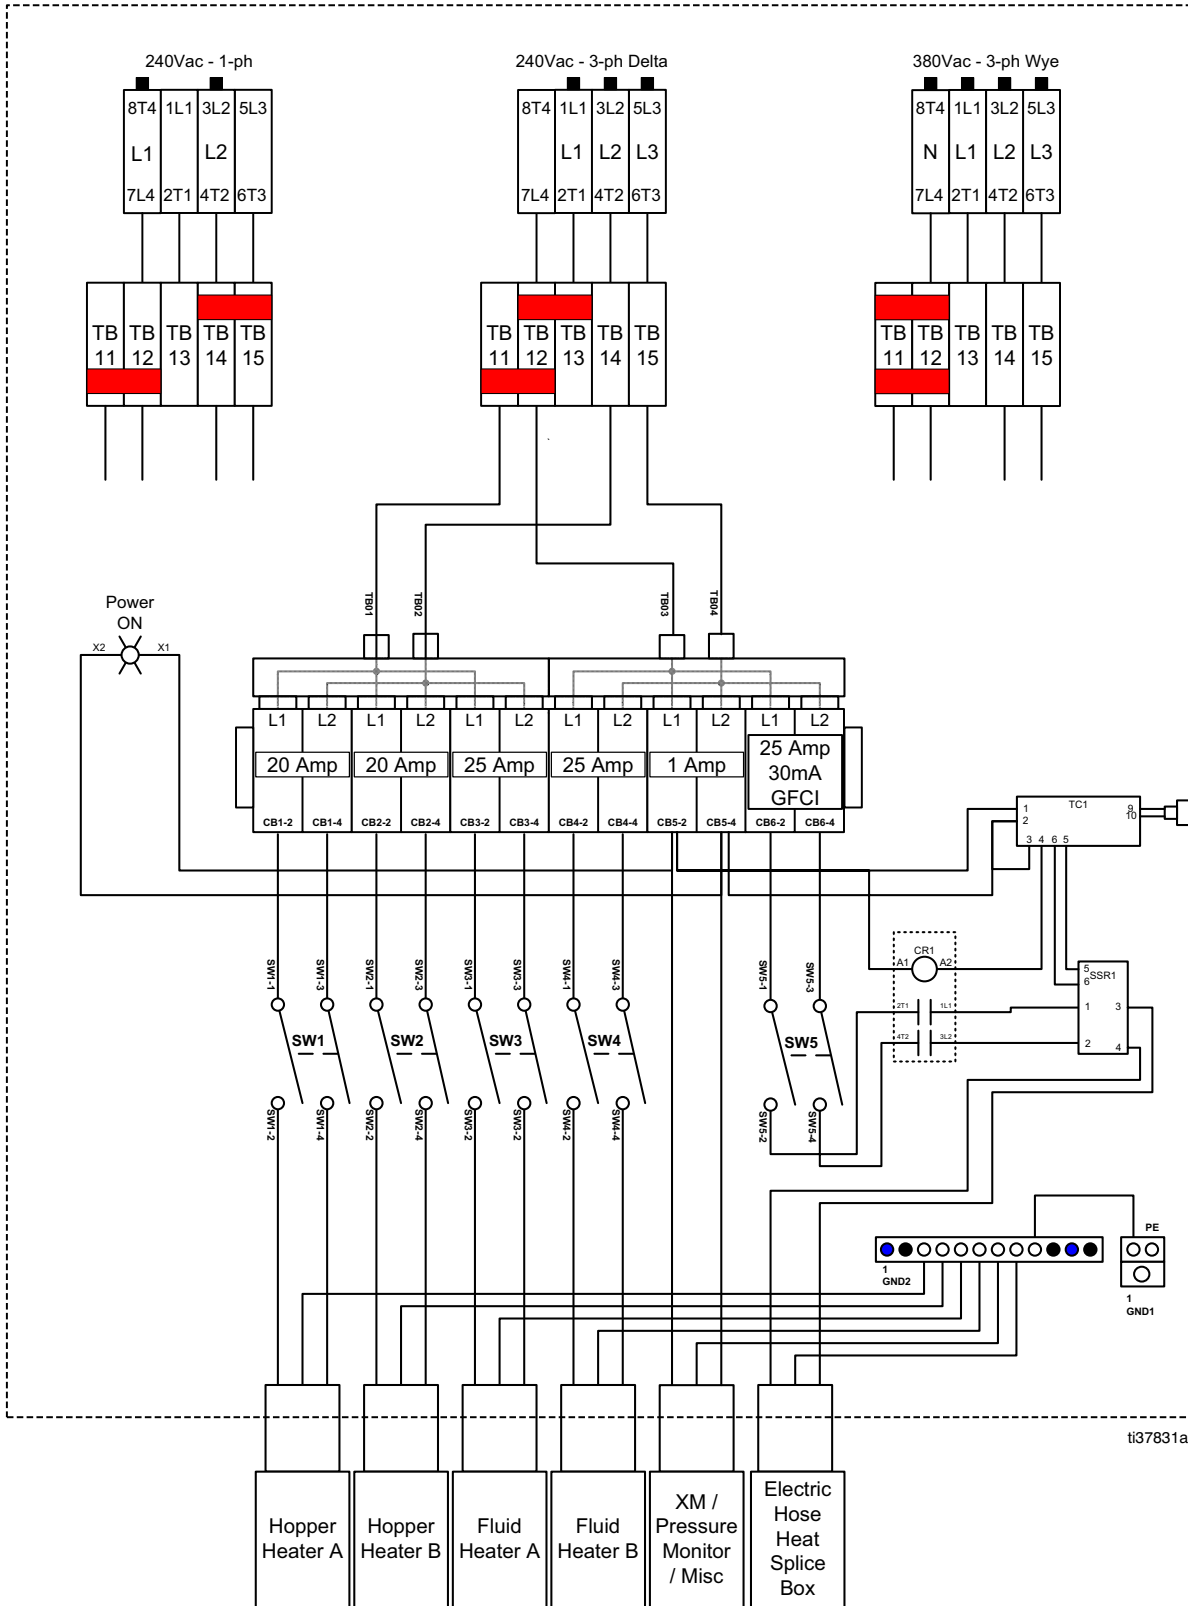 240Vac - 1-ph
240Vac - 3-ph Delta
380Vac - 3-ph Wye
8T4 1L1 3L2 5L3
8T4 1L1 3L2 5L3
8T4 1L1 3L2 5L3
L1 L2
L1 L2 L3
N L1 L2 L3
7L4 2T1 4T2 6T3
7L4 2T1 4T2 6T3
7L4 2T1 4T2 6T3
TB 11 TB 12 TB 13 TB 14 TB 15
TB 11 TB 12 TB 13 TB 14 TB 15
TB 11 TB 12 TB 13 TB 14 TB 15
TB01 TB02 TB03 TB04
Power
ON
X2 X1
L1 L2 L1 L2 L1 L2 L1 L2 L1 L2 L1 L2
20 Amp
20 Amp
25 Amp
25 Amp
1 Amp
25 Amp
30mA
GFCI
CB1-2 CB1-4 CB2-2 CB2-4 CB3-2 CB3-4 CB4-2 CB4-4 CB5-2 CB5-4 CB6-2 CB6-4
TC1
1
2
9
10
3 4 6 5
CR1
A1 A2
2T1 1L1
4T2 3L2
SSR1
5
6
1 3
2 4
SW1-1 SW1-3 SW2-1 SW2-3 SW3-1 SW3-3 SW4-1 SW4-3 SW5-1 SW5-3
SW1 SW2 SW3 SW4 SW5
SW1-2 SW1-4 SW2-2 SW2-4 SW3-2 SW3-2 SW4-2 SW4-4 SW5-2 SW5-4
1
GND2
PE
1
GND1
ti37831a
Hopper
Heater A
Hopper
Heater B
Fluid
Heater A
Fluid
Heater B
XM /
Pressure
Monitor
/ Misc
Electric
Hose
Heat
Splice
Box